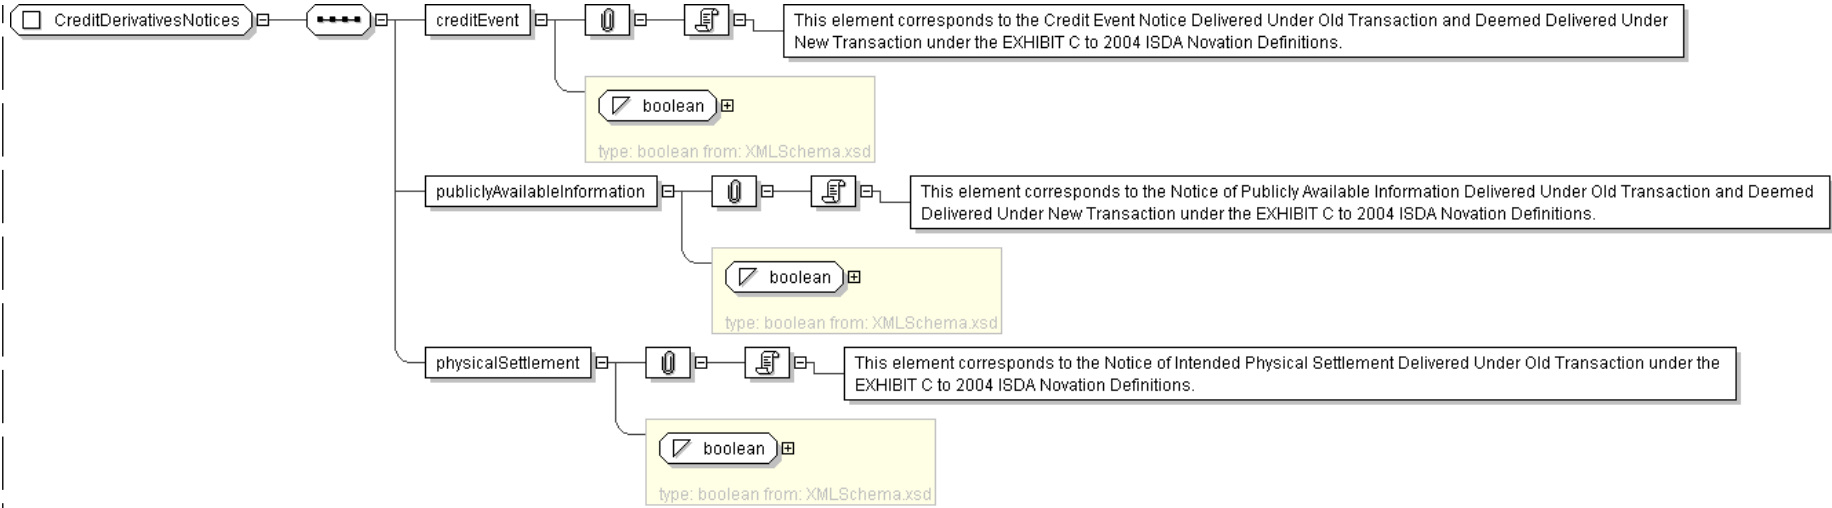 CreditDerivativesNotices
creditEvent
This element corresponds to the Credit Event Notice Delivered Under Old Transaction and Deemed Delivered Under
New Transaction under the EXHIBIT C to 2004 ISDA Novation Definitions.
boolean
type: boolean from: XMLSchema.xsd
publiclyAvailableInformation
This element corresponds to the Notice of Publicly Available Information Delivered Under Old Transaction and Deemed
Delivered Under New Transaction under the EXHIBIT C to 2004 ISDA Novation Definitions.
boolean
type: boolean from: XMLSchema.xsd
physicalSettlement
This element corresponds to the Notice of Intended Physical Settlement Delivered Under Old Transaction under the
EXHIBIT C to 2004 ISDA Novation Definitions.
boolean
type: boolean from: XMLSchema.xsd